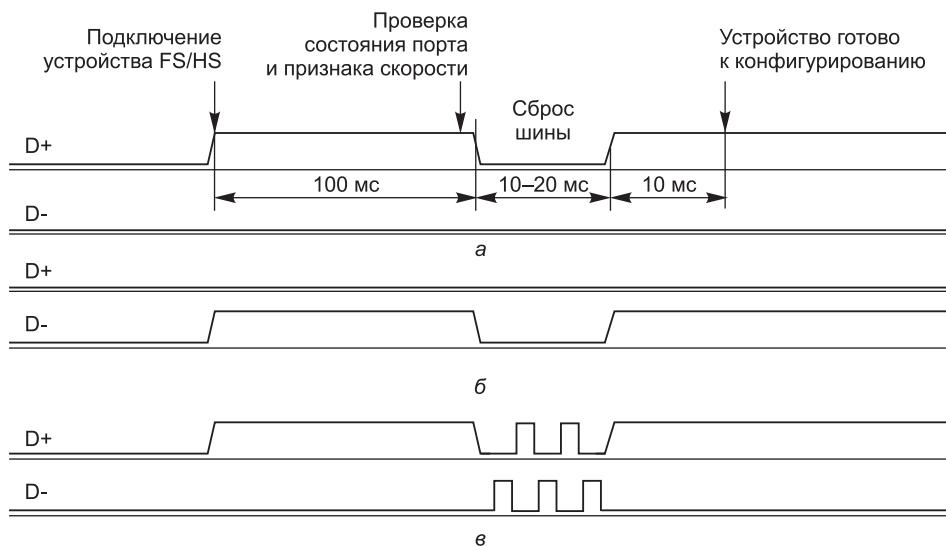 Подключение
устройства FS/HS
Проверка
состояния порта
и признака скорости
Устройство готово
к конфигурированию
Сброс
шины
D+
100 мс
10–20 мс
10 мс
D-
а
D+
D-
б
D+
D-
в